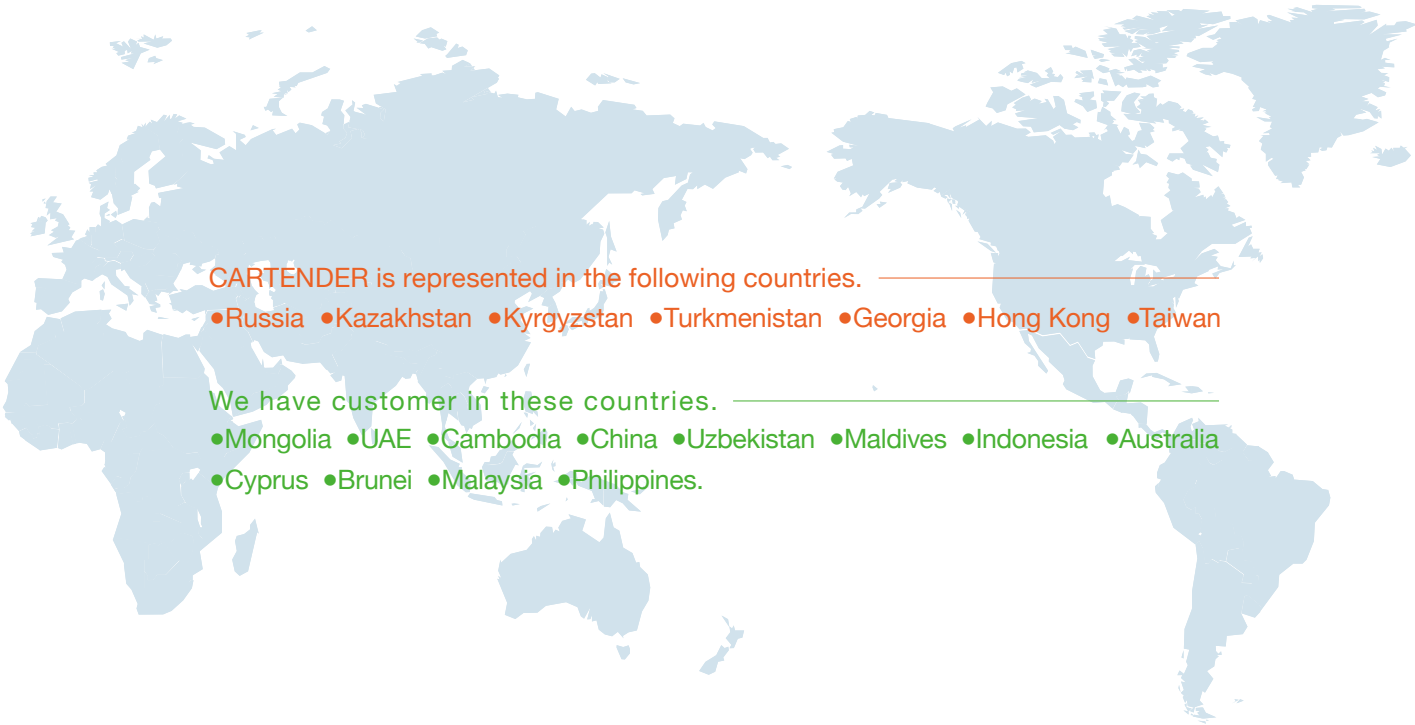 CARTENDER is represented in the following countries.
●Russia ●Kazakhstan ●Kyrgyzstan ●Turkmenistan ●Georgia ●Hong Kong ●Taiwan
We have customer in these countries.
●Mongolia ●UAE ●Cambodia ●China ●Uzbekistan ●Maldives ●Indonesia ●Australia
●Cyprus ●Brunei ●Malaysia ●Philippines.